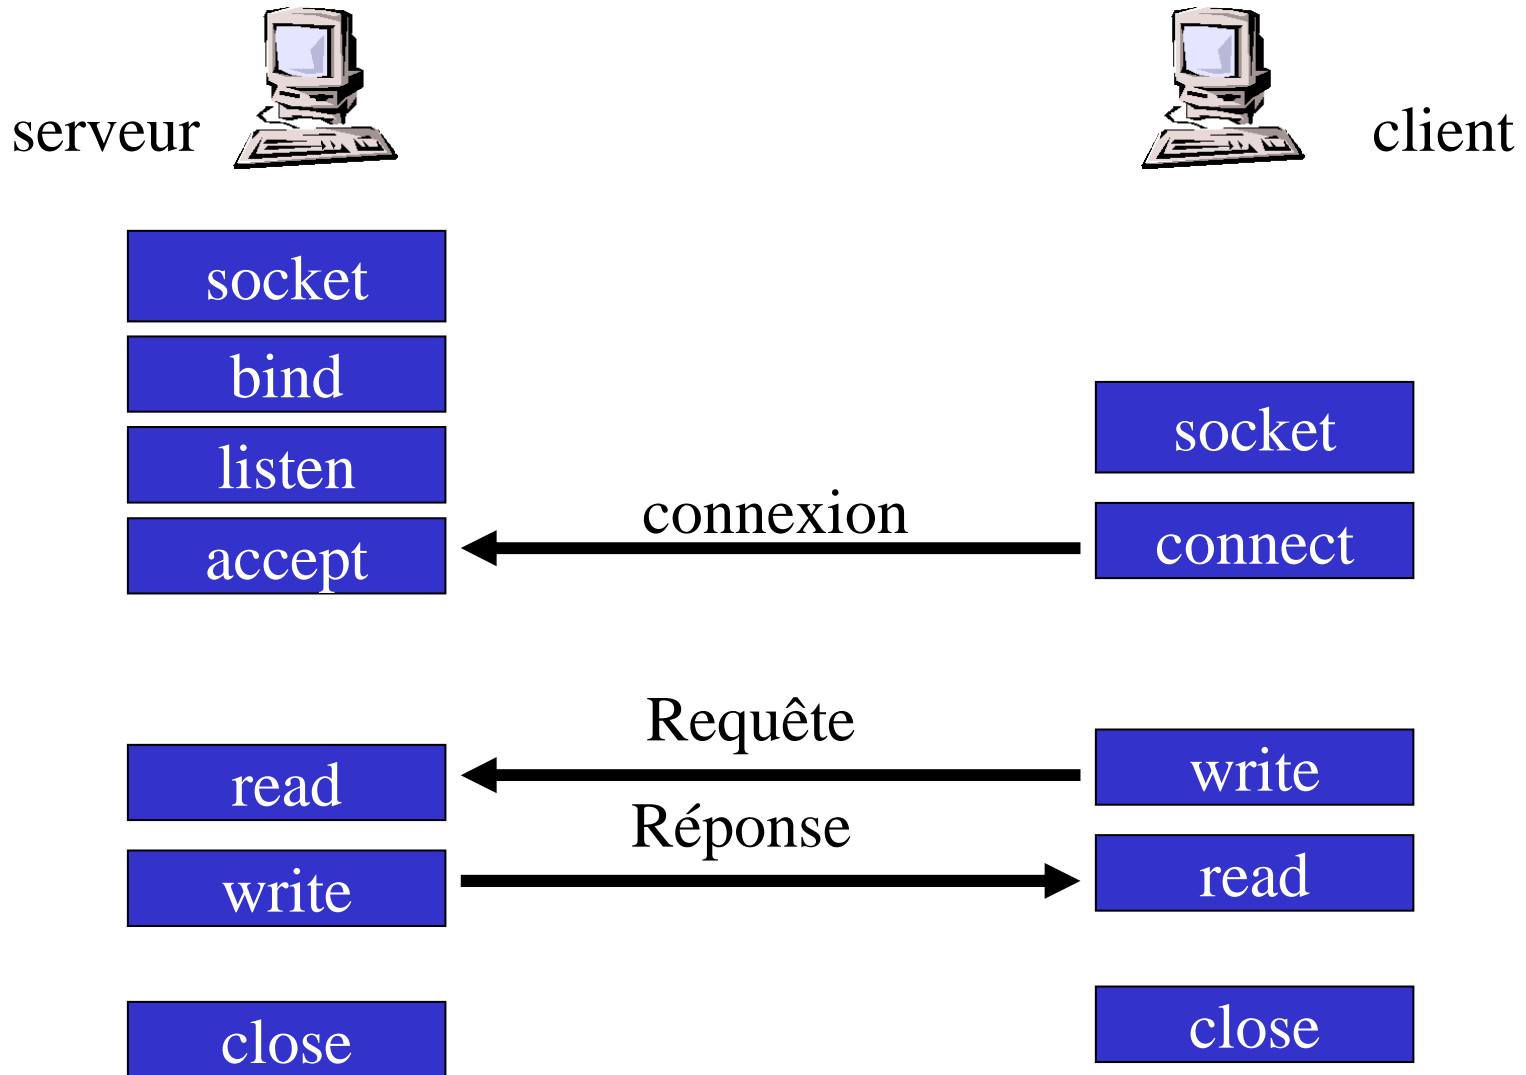 serveur
client
socket
bind
listen
accept
socket
connexion
connect
Requête
read
write
Réponse
write
read
close
close